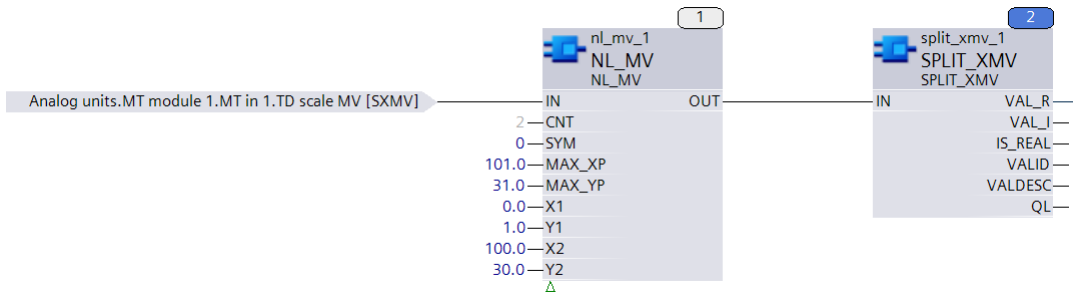 1
nl_mv_1
NL_MV
NL_MV
2
split_xmv_1
SPLIT_XMV
SPLIT_XMV
Analog units.MT module 1.MT in 1.TD scale MV [SXMV]
IN OUT
2 CNT
0 SYM
101.0 MAX_XP
31.0 MAX_YP
0.0 X1
1.0 Y1
100.0 X2
30.0 Y2
IN VAL_R
VAL_I
IS_REAL
VALID
VALDESC
QL